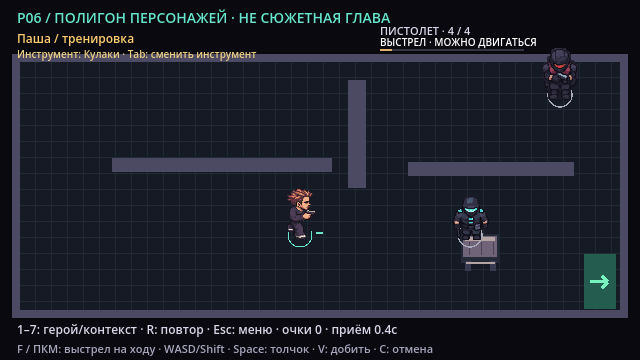 P06 / ПОЛИГОН ПЕРСОНАЖЕЙ · НЕ СЮЖЕТНАЯ ГЛАВА
Паша / тренировка
ПИСТОЛЕТ · 4 / 4
ВЫСТРЕЛ · МОЖНО ДВИГАТЬСЯ
Инструмент: Кулаки · Tab: сменить инструмент
1–7: герой/контекст · R: повтор · Esc: меню · очки 0 · приём 0.4с
F / ПКМ: выстрел на ходу · WASD/Shift · Space: толчок · V: добить · C: отмена